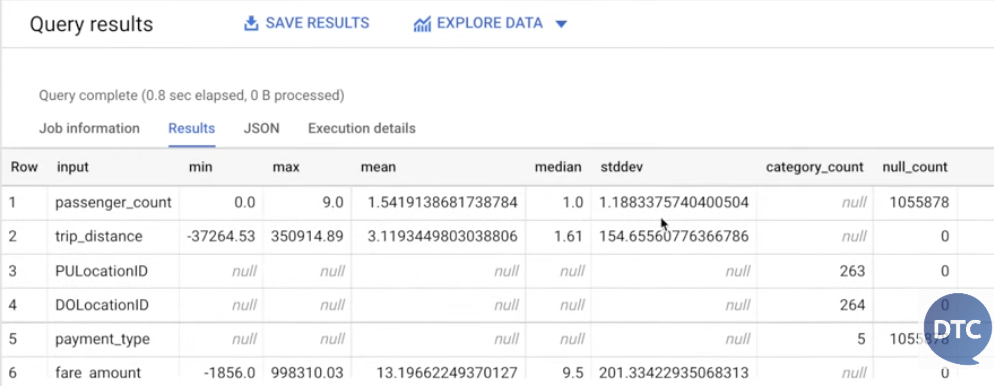 Query results SAVE RESULTS EXPLORE DATA
Query complete (0.8 sec elapsed, 0 B processed)
Job information Results JSON Execution details
Row input min max mean median stddev category_count null_count
1 passenger_count 0.0 9.0 1.5419138681738784 1.0 1.1883375740400504 null 1055878
2 trip_distance -37264.53 350914.89 3.1193449803038806 1.61 154.65560776366786 null 0
3 PULocationID null null null null null 263 0
4 DOLocationID null null null null null 264 0
5 payment_type null null null null null 5 1055878
6 fare_amount -1856.0 998310.03 13.19662249370127 9.5 201.33422935068313 null 0
DTC